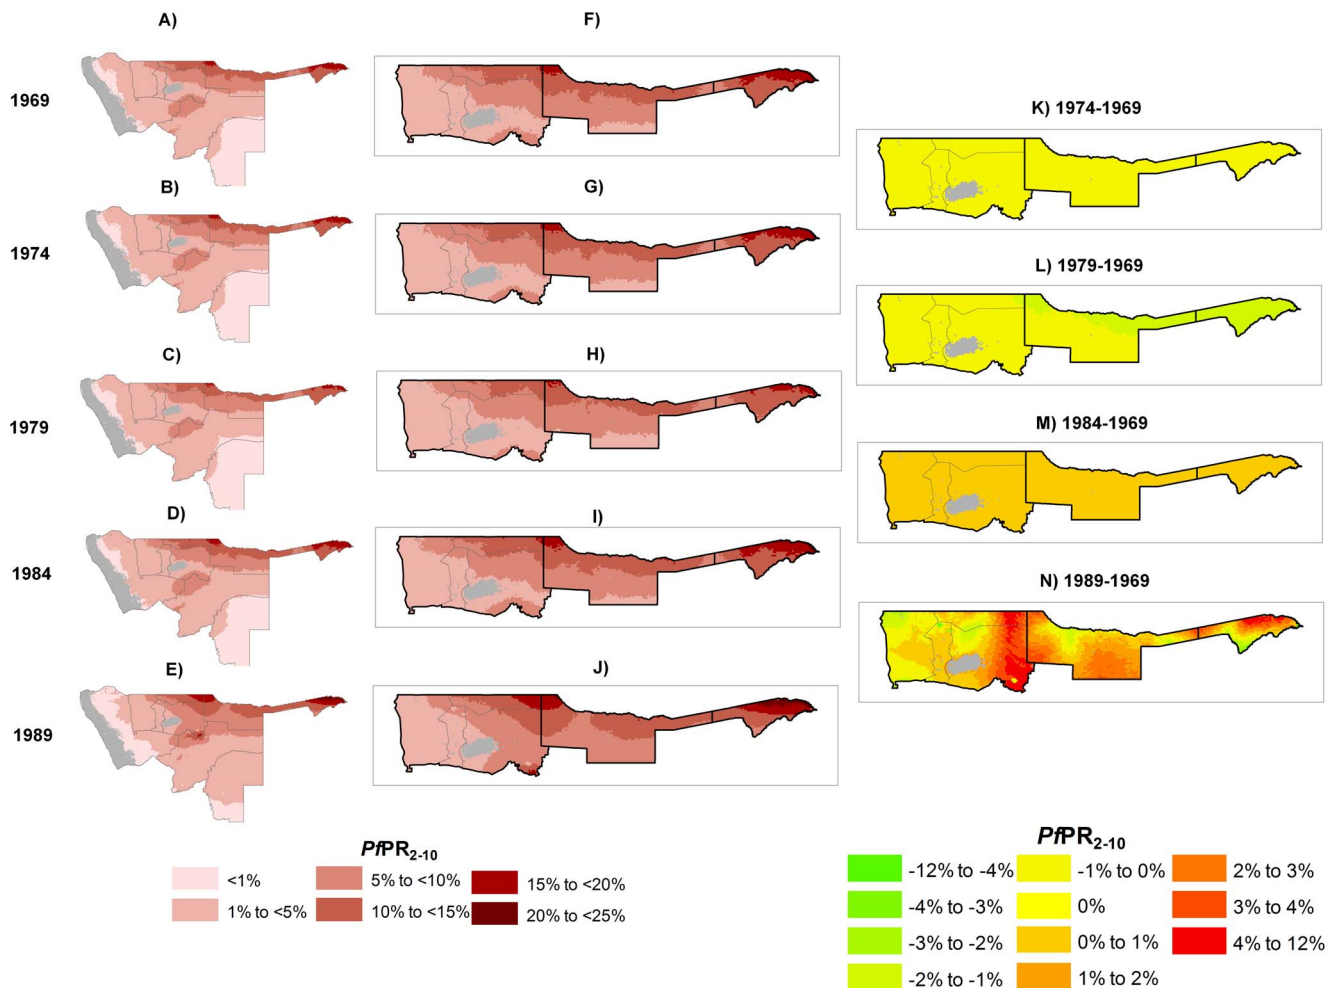 A)
F)
1969
K) 1974-1969
B)
G)
1974
L) 1979-1969
C)
H)
1979
M) 1984-1969
D)
I)
1984
N) 1989-1969
E)
J)
1989
PfPR2-10
<1%
5% to <10%
15% to <20%
1% to <5%
10% to <15%
20% to <25%
PfPR2-10
-12% to -4%
-1% to 0%
2% to 3%
-4% to -3%
0%
3% to 4%
-3% to -2%
0% to 1%
4% to 12%
-2% to -1%
1% to 2%